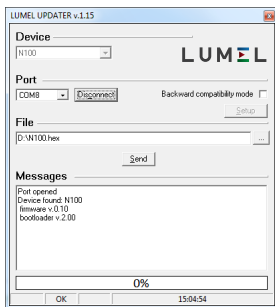 LUMEL UPDATER v.1.15
Device
N100
LUMEL
Port
COM8
Disconnect
Backward compatibility mode
Setup
File
D:\N100.hex
...
Send
Messages
Port opened
Device found: N100
firmware v.0.10
bootloader v.2.00
0%
OK
15:04:54